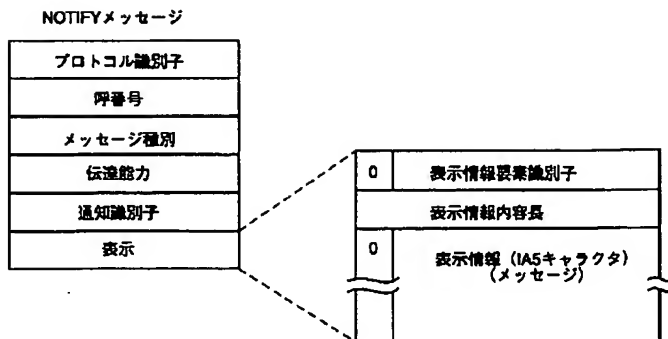 NOTIFYメッセージ
プロトコル識別子
呼番号
メッセージ種別
伝達能力
通知識別子
表示
0 表示情報要素識別子
表示情報内容長
0 表示情報（IA5キャラクタ）
（メッセージ）